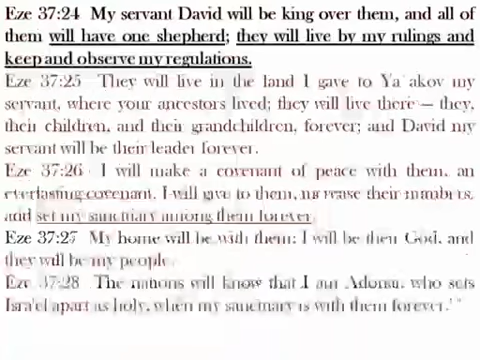 Eze 37:24 My servant David will be king over them, and all of
them will have one shepherd; they will live by my rulings and
keep and observe my regulations.
Eze 37:25 They will live in the land I gave to Ya'akov my
servant, where your ancestors lived; they will live there — they,
their children, and their grandchildren, forever; and David my
servant will be their leader forever.
Eze 37:26 I will make a covenant of peace with them, an
everlasting covenant. I will give to them, increase their numbers,
and set my sanctuary among them forever.
Eze 37:27 My home will be with them; I will be their God, and
they will be my people.
Eze 37:28 The nations will know that I am Adonai, who sets
Isra'el apart as holy, when my sanctuary is with them forever.'"